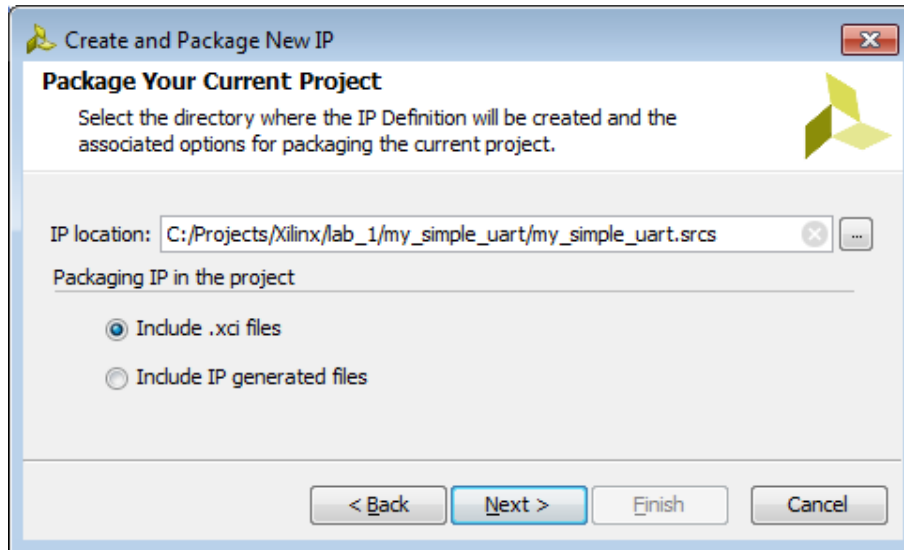 Create and Package New IP
Package Your Current Project
Select the directory where the IP Definition will be created and the
associated options for packaging the current project.
IP location: C:/Projects/Xilinx/lab_1/my_simple_uart/my_simple_uart.srcs ...
Packaging IP in the project
Include .xci files
Include IP generated files
< Back Next > Finish Cancel